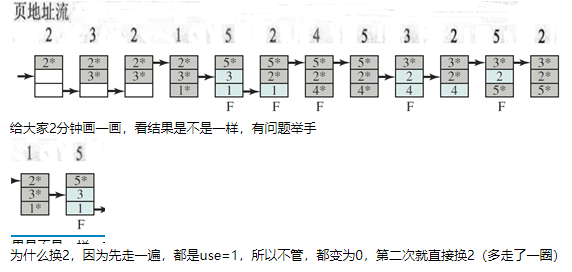 页地址流
2 3 2 1 5 2 4 5 3 2 5 2
2* 2* 2* 2* 5* 5* 5* 5* 3* 3* 3* 3*
3* 3* 3* 3 2* 2* 2* 2 2* 2 2*
1* 1 1 4* 4* 4 4 5* 5*
F F F F F
给大家2分钟画一画，看结果是不是一样，有问题举手
1 5
2* 5*
3* 3
1* 1
F
为什么换2，因为先走一遍，都是use=1，所以不管，都变为0，第二次就直接换2（多走了一圈）